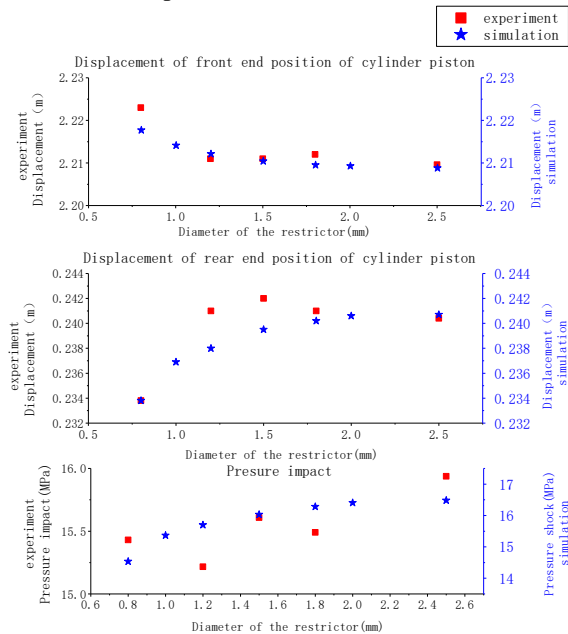 experiment
simulation
Displacement of front end position of cylinder piston
2.23
2.22
2.21
2.20
experiment
Displacement (m)
2.23
2.22
2.21
2.20
Displacement (m)
simulation
0.5
1.0
1.5
2.0
2.5
Diameter of the restrictor(mm)
Displacement of rear end position of cylinder piston
0.244
0.242
0.240
0.238
0.236
0.234
0.232
experiment
Displacement (m)
0.244
0.242
0.240
0.238
0.236
0.234
0.232
Displacement (m)
simulation
0.5
1.0
1.5
2.0
2.5
Diameter of the restrictor(mm)
Presure impact
16.0
15.5
15.0
experiment
Pressure impact(MPa)
17
16
15
14
Pressure shock(MPa)
simulation
0.6
0.8
1.0
1.2
1.4
1.6
1.8
2.0
2.2
2.4
2.6
Diameter of the restrictor(mm)